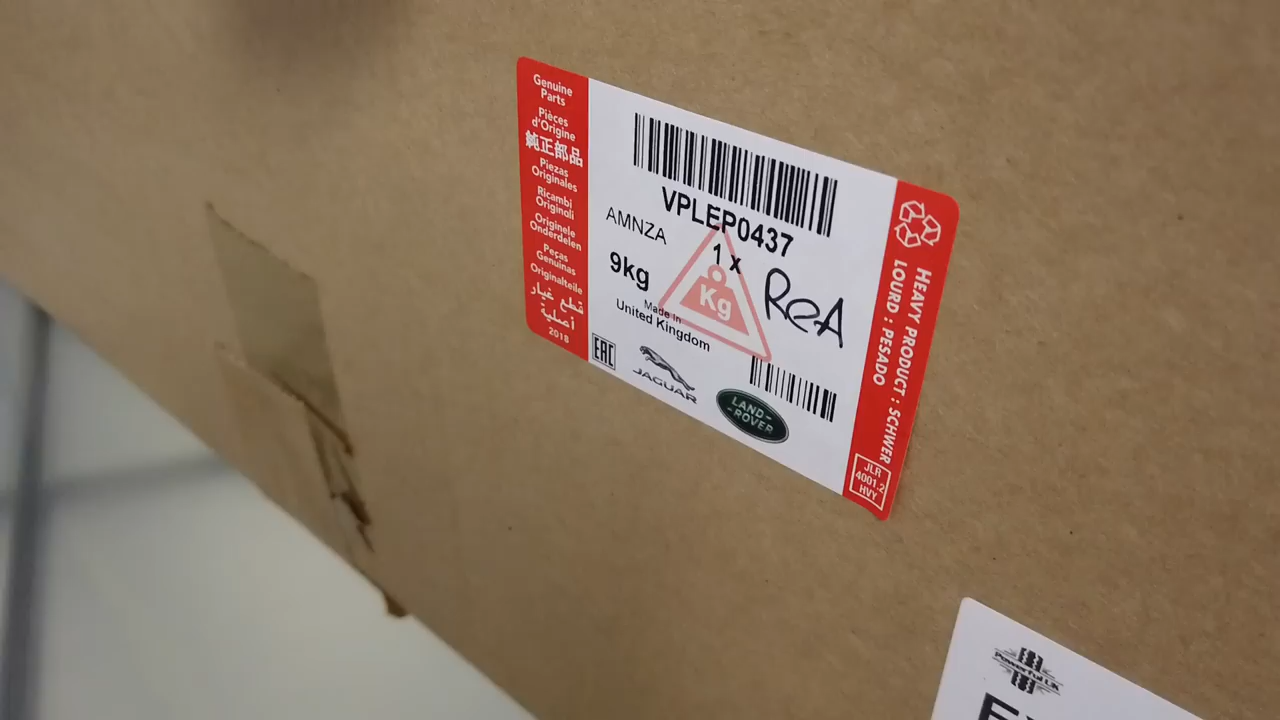 Genuine
Parts
Pièces
d'Origine
純正部品
Piezas
Originales
Ricambi
Originali
Originele
Onderdelen
Peças
Genuínas
Originalteile
قطع غيار
أصلية
2018
VPLEP0437
AMNZA
1 x
9kg
Kg
ReA
Made in
United Kingdom
EAC
JAGUAR
LAND-
-ROVER
HEAVY PRODUCT : SCHWER
LOURD : PESADO
JLR
4001.2
HVY
Powerful UK